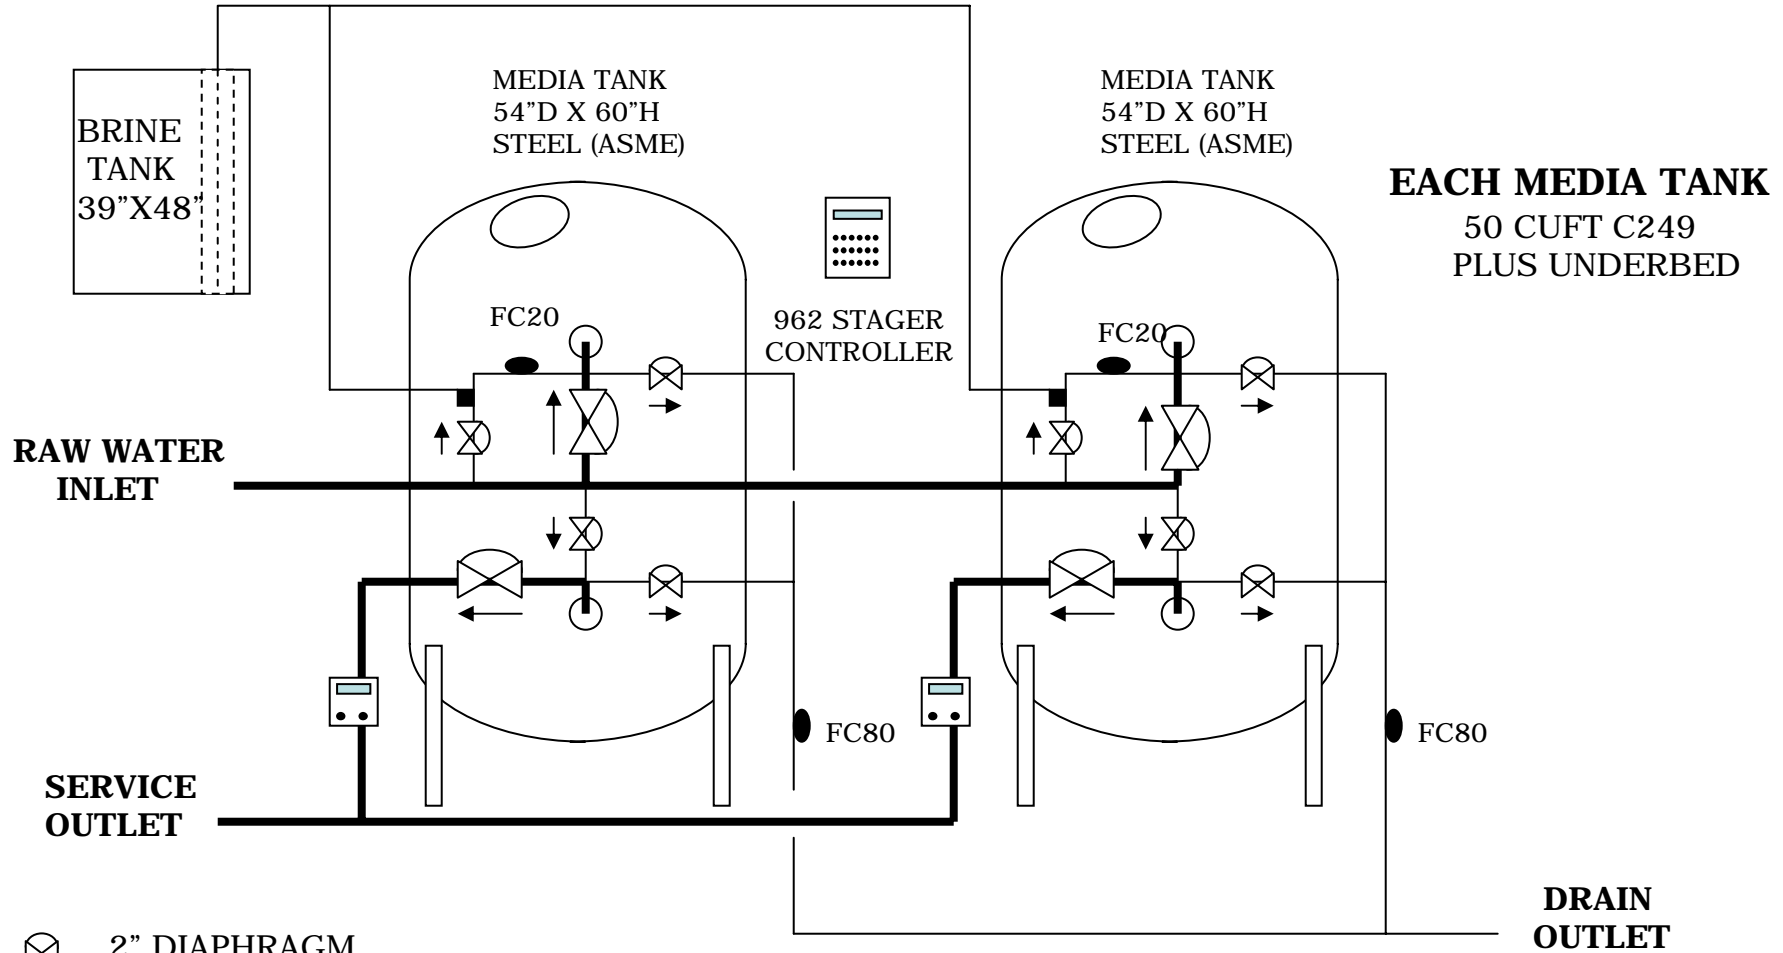 MEDIA TANK
54”D X 60”H
STEEL (ASME)
MEDIA TANK
54”D X 60”H
STEEL (ASME)
BRINE
TANK
39”X48”
EACH MEDIA TANK
50 CUFT C249
PLUS UNDERBED
FC20
962 STAGER
CONTROLLER
FC20
RAW WATER
INLET
FC80
FC80
SERVICE
OUTLET
DRAIN
OUTLET
2” DIAPHRAGM